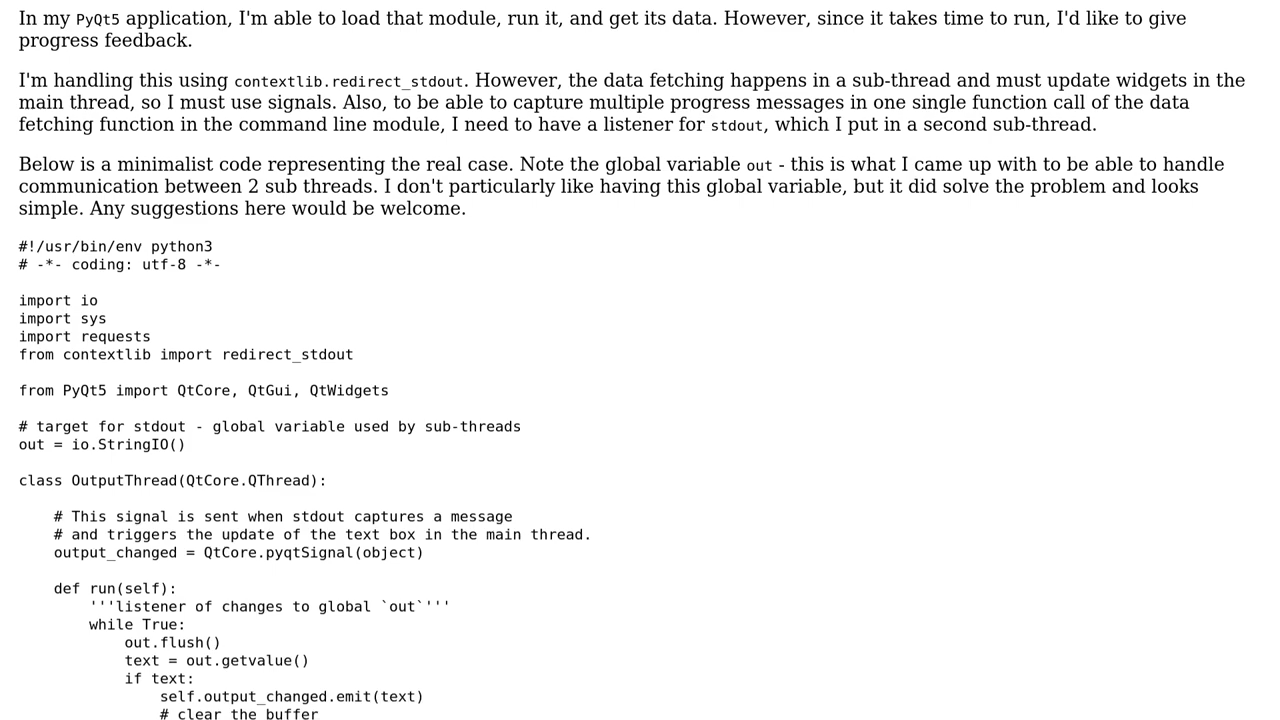 In my PyQt5 application, I'm able to load that module, run it, and get its data. However, since it takes time to run, I'd like to give
progress feedback.
I'm handling this using contextlib.redirect_stdout. However, the data fetching happens in a sub-thread and must update widgets in the
main thread, so I must use signals. Also, to be able to capture multiple progress messages in one single function call of the data
fetching function in the command line module, I need to have a listener for stdout, which I put in a second sub-thread.
Below is a minimalist code representing the real case. Note the global variable out - this is what I came up with to be able to handle
communication between 2 sub threads. I don't particularly like having this global variable, but it did solve the problem and looks
simple. Any suggestions here would be welcome.
#!/usr/bin/env python3
# -*- coding: utf-8 -*-
import io
import sys
import requests
from contextlib import redirect_stdout
from PyQt5 import QtCore, QtGui, QtWidgets
# target for stdout - global variable used by sub-threads
out = io.StringIO()
class OutputThread(QtCore.QThread):
    # This signal is sent when stdout captures a message
    # and triggers the update of the text box in the main thread.
    output_changed = QtCore.pyqtSignal(object)
    def run(self):
        '''listener of changes to global `out`'''
        while True:
            out.flush()
            text = out.getvalue()
            if text:
                self.output_changed.emit(text)
                # clear the buffer